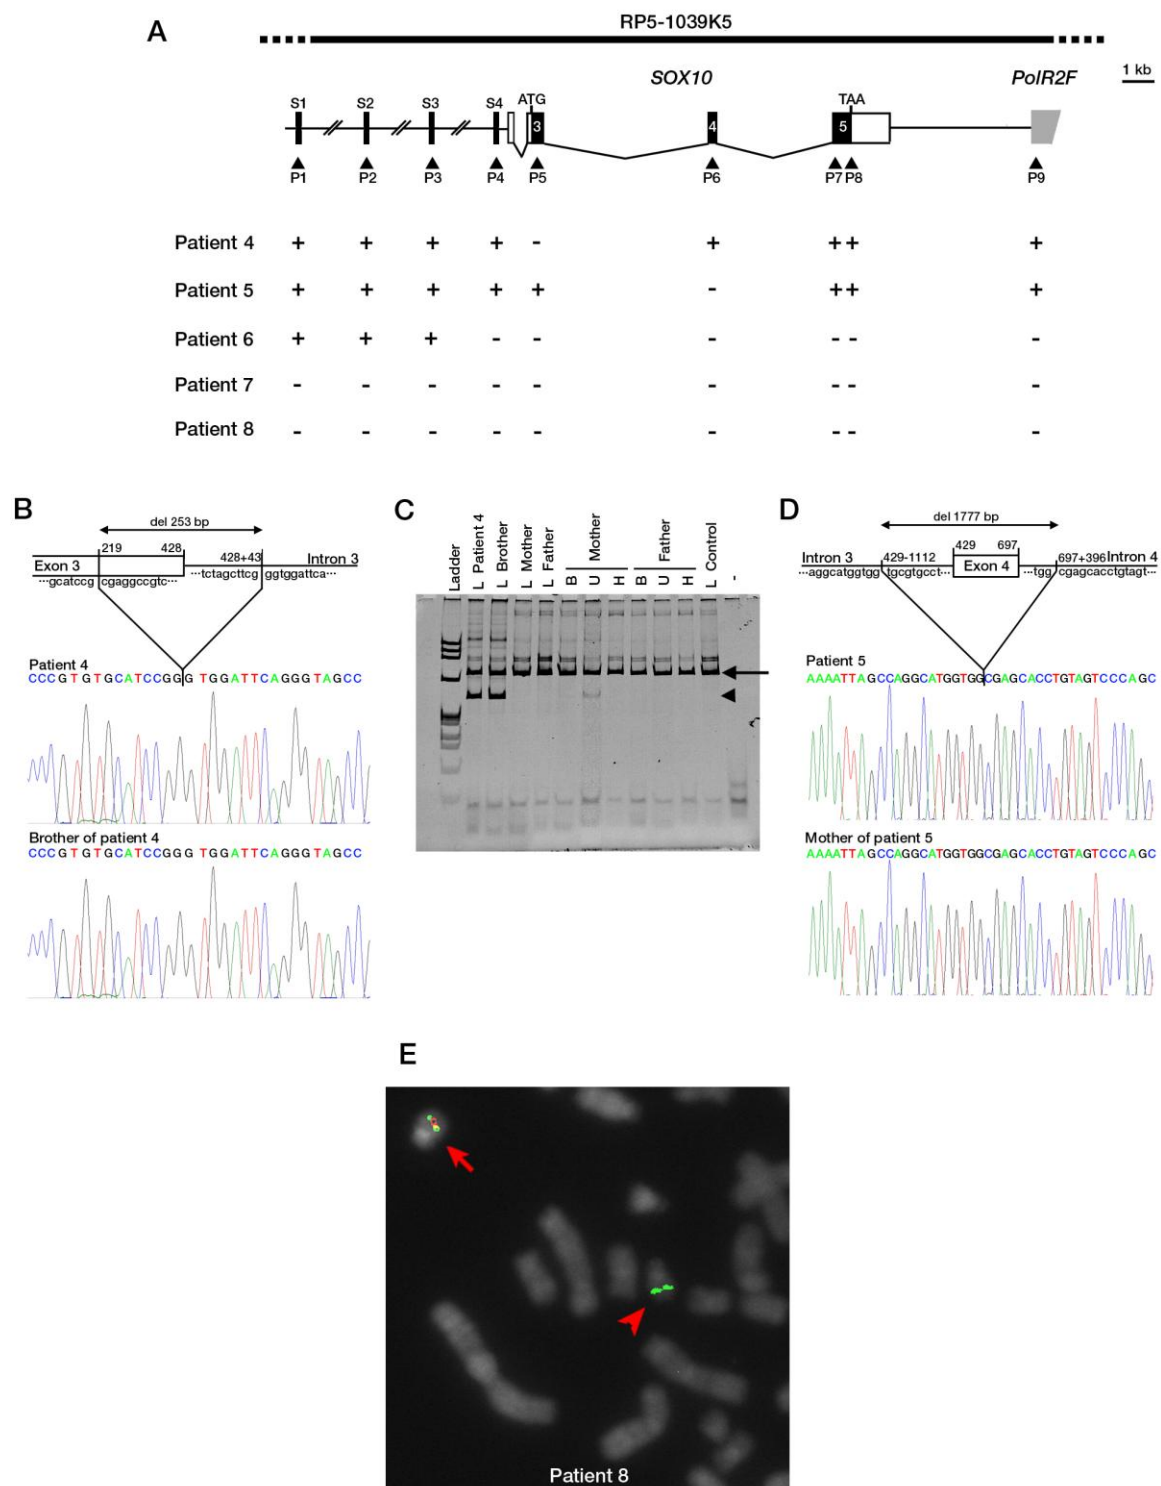 A
RP5-1039K5
SOX10
PolR2F
1 kb
S1 S2 S3 S4 ATG TAA
3 4 5
P1 P2 P3 P4 P5 P6 P7 P8 P9
Patient 4 + + + + - + + + +
Patient 5 + + + + + - + + +
Patient 6 + + + - - - - - -
Patient 7 - - - - - - - - -
Patient 8 - - - - - - - - -
B
del 253 bp
219 428 428+43 Intron 3
Exon 3
···gcatccg cgaggccgtc··· ···tctagcttcg ggtggattca···
Patient 4
CCCGTGTGCATCCGGGTGGATTCAGGGTAGCC
Brother of patient 4
CCCGTGTGCATCCGGGTGGATTCAGGGTAGCC
C
Ladder
L Patient 4
L Brother
L Mother
L Father
B
U Mother
H
B
U Father
H
L Control
-
D
del 1777 bp
Intron 3 429-1112 429 697 697+396 Intron 4
Exon 4
···aggcatggtgg tgcgtgcct··· ···tgg cgagcacctgtagt···
Patient 5
AAAATTAGCCAGGCATGGTGGCGAGCACCTGTAGTCCCAGC
Mother of patient 5
AAAATTAGCCAGGCATGGTGGCGAGCACCTGTAGTCCCAGC
E
Patient 8